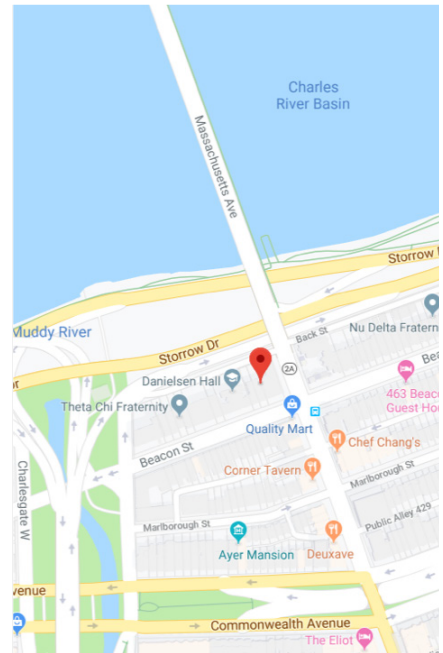 Charles
River Basin
Massachusetts Ave
Storrow
Muddy River
Back St
Nu Delta Fratern
Storrow Dr
2A
Danielsen Hall
463 Beac
Guest Hou
Theta Chi Fraternity
Quality Mart
Chef Chang's
Beacon St
Corner Tavern
Charlesgate W
Marlborough St
Marlborough St
Public Alley 429
Ayer Mansion
Deuxave
venue
Commonwealth Avenue
The Eliot